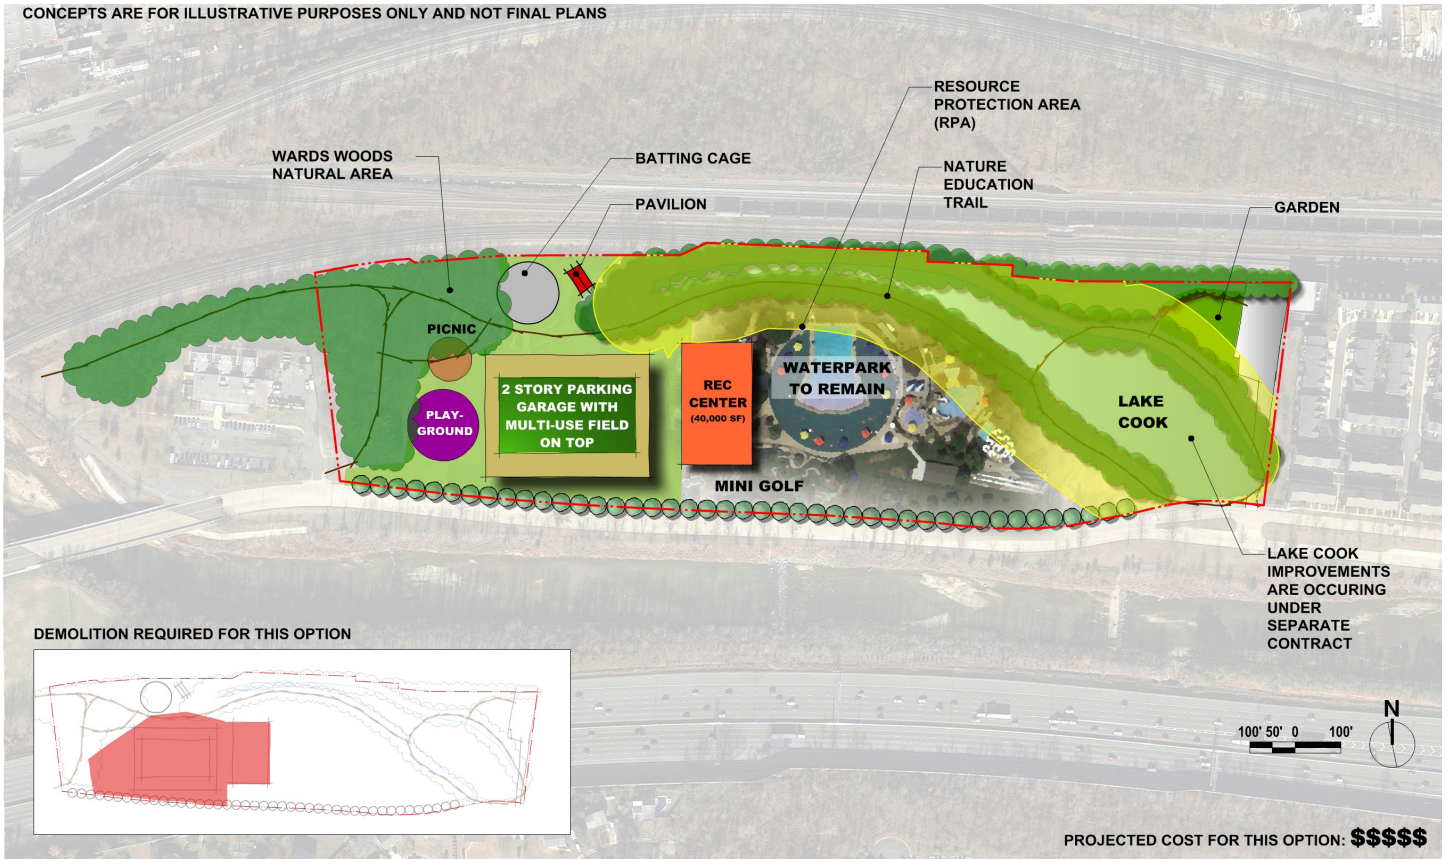 CONCEPTS ARE FOR ILLUSTRATIVE PURPOSES ONLY AND NOT FINAL PLANS
RESOURCE
PROTECTION AREA
(RPA)
WARDS WOODS
NATURAL AREA
BATTING CAGE
NATURE
EDUCATION
TRAIL
PAVILION
GARDEN
PICNIC
PLAY-
GROUND
2 STORY PARKING
GARAGE WITH
MULTI-USE FIELD
ON TOP
REC
CENTER
(40,000 SF)
WATERPARK
TO REMAIN
LAKE
COOK
MINI GOLF
LAKE COOK
IMPROVEMENTS
ARE OCCURING
UNDER
SEPARATE
CONTRACT
DEMOLITION REQUIRED FOR THIS OPTION
N
100' 50' 0 100'
PROJECTED COST FOR THIS OPTION: $$$$$